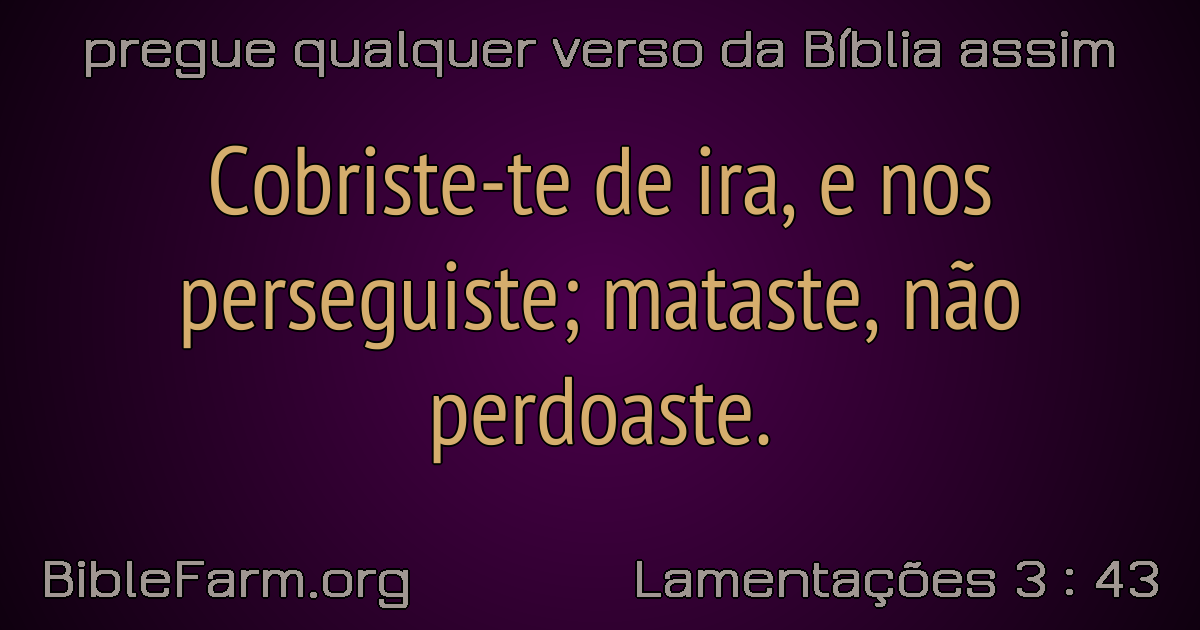 pregue qualquer verso da Bíblia assim
Cobriste-te de ira, e nos
perseguiste; mataste, não
perdoaste.
BibleFarm.org
Lamentações 3 : 43